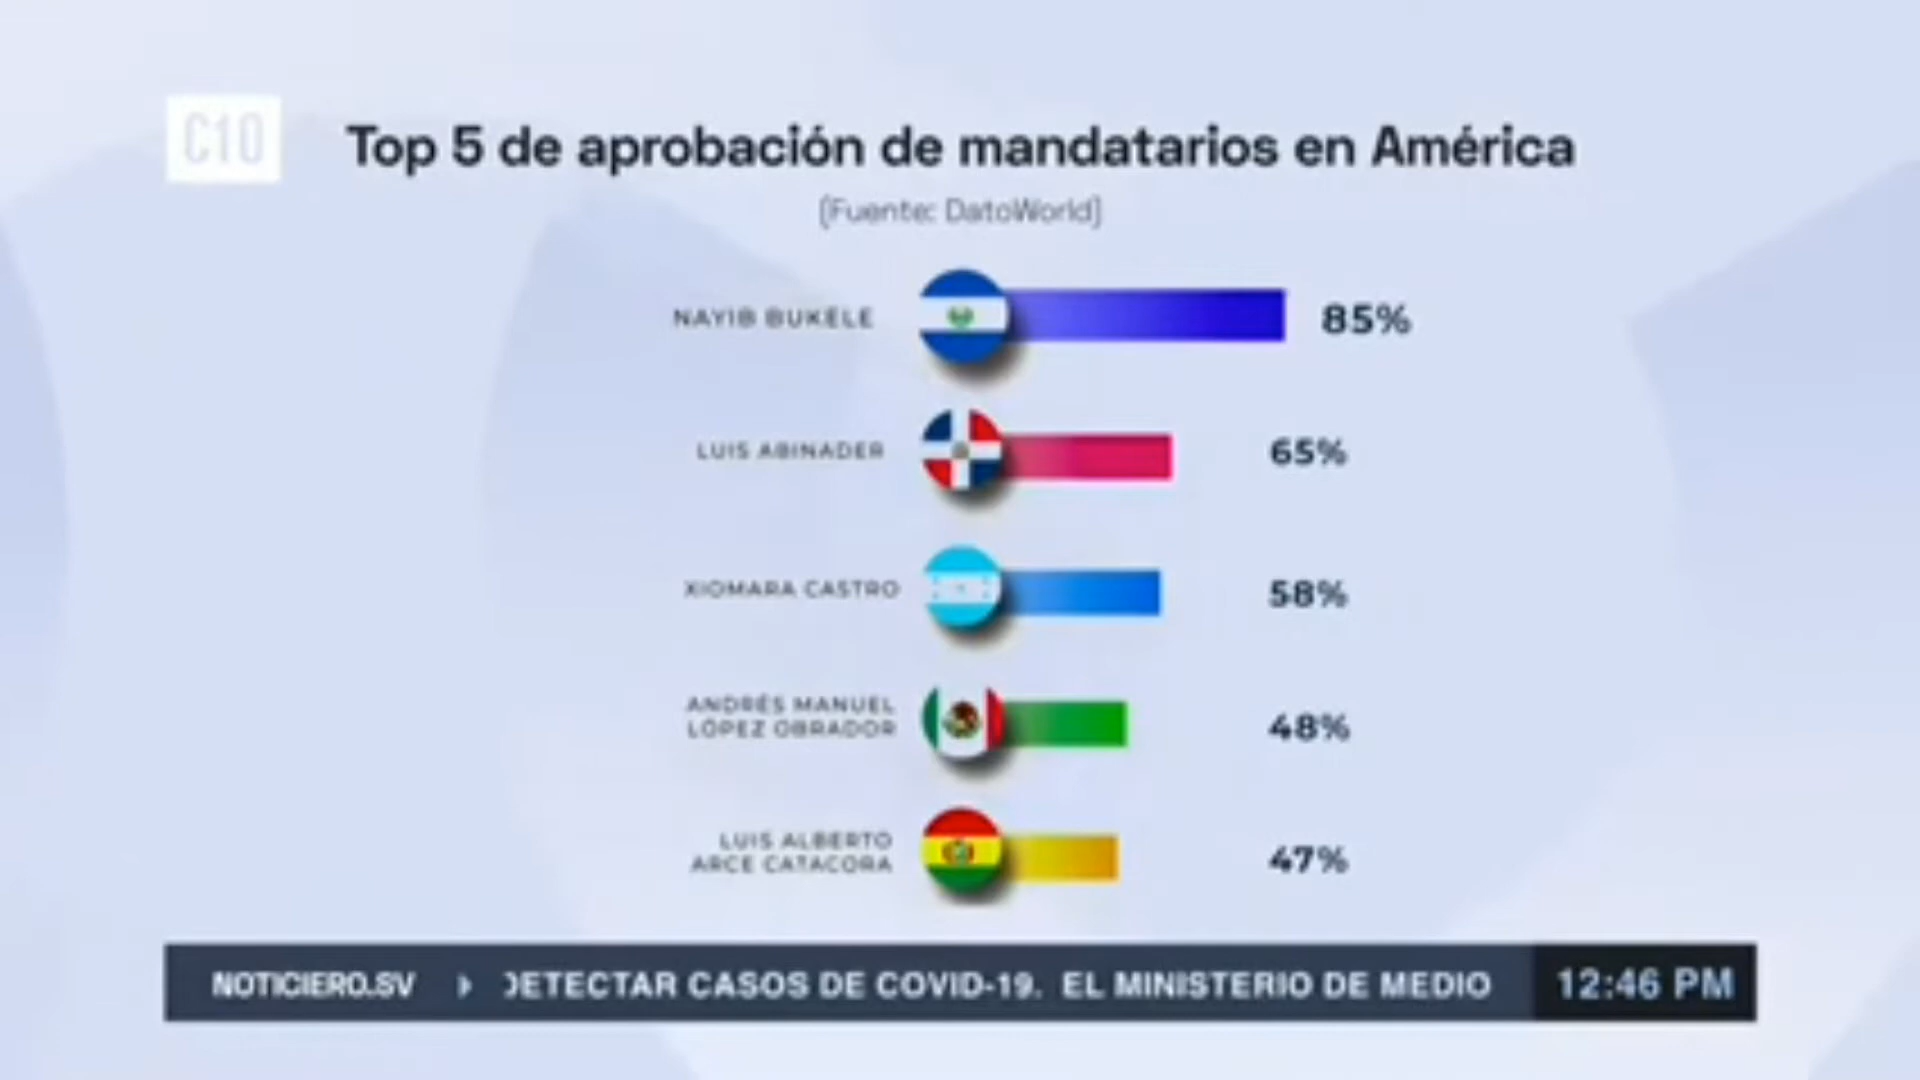 C10
Top 5 de aprobación de mandatarios en América
(Fuente: DatoWorld)
NAYIB BUKELE
85%
LUIS ABINADER
65%
XIOMARA CASTRO
58%
ANDRÉS MANUEL
LÓPEZ OBRADOR
48%
LUIS ALBERTO
ARCE CATACORA
47%
NOTICIERO.SV
DETECTAR CASOS DE COVID-19. EL MINISTERIO DE MEDIO
12:46 PM